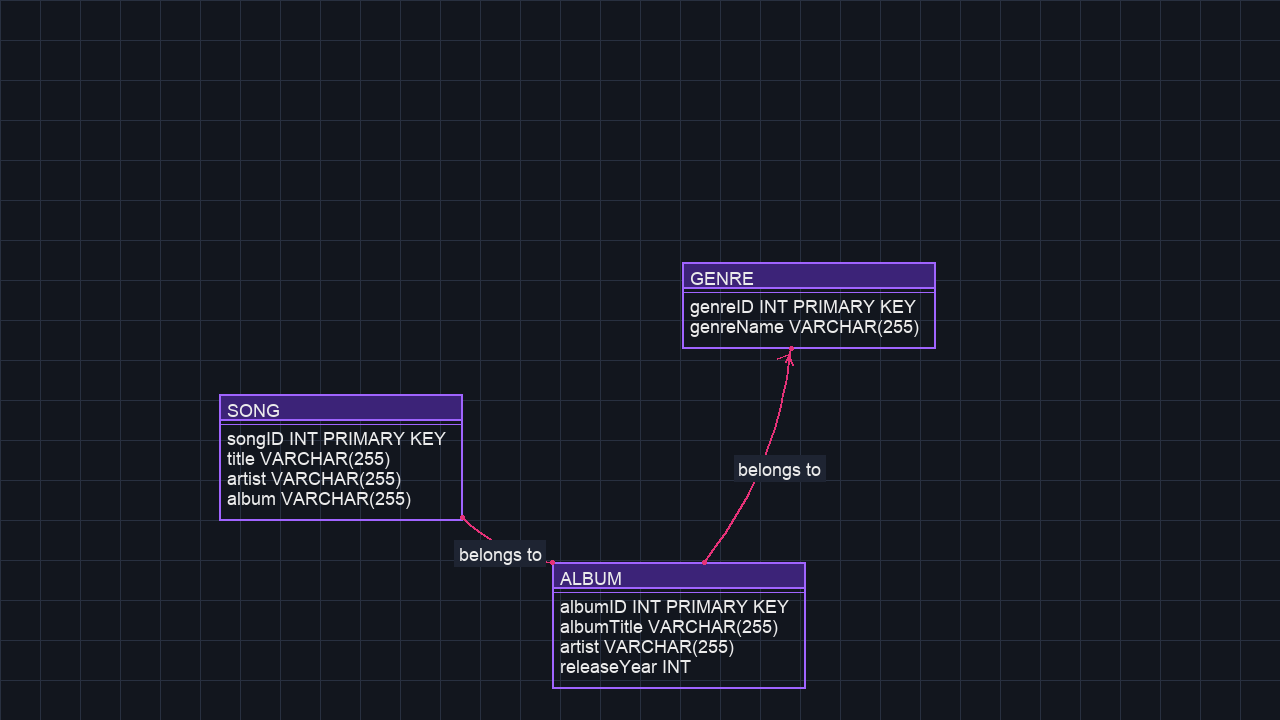 GENRE
genreID INT PRIMARY KEY
genreName VARCHAR(255)
SONG
songID INT PRIMARY KEY
title VARCHAR(255)
artist VARCHAR(255)
album VARCHAR(255)
belongs to
belongs to
ALBUM
albumID INT PRIMARY KEY
albumTitle VARCHAR(255)
artist VARCHAR(255)
releaseYear INT